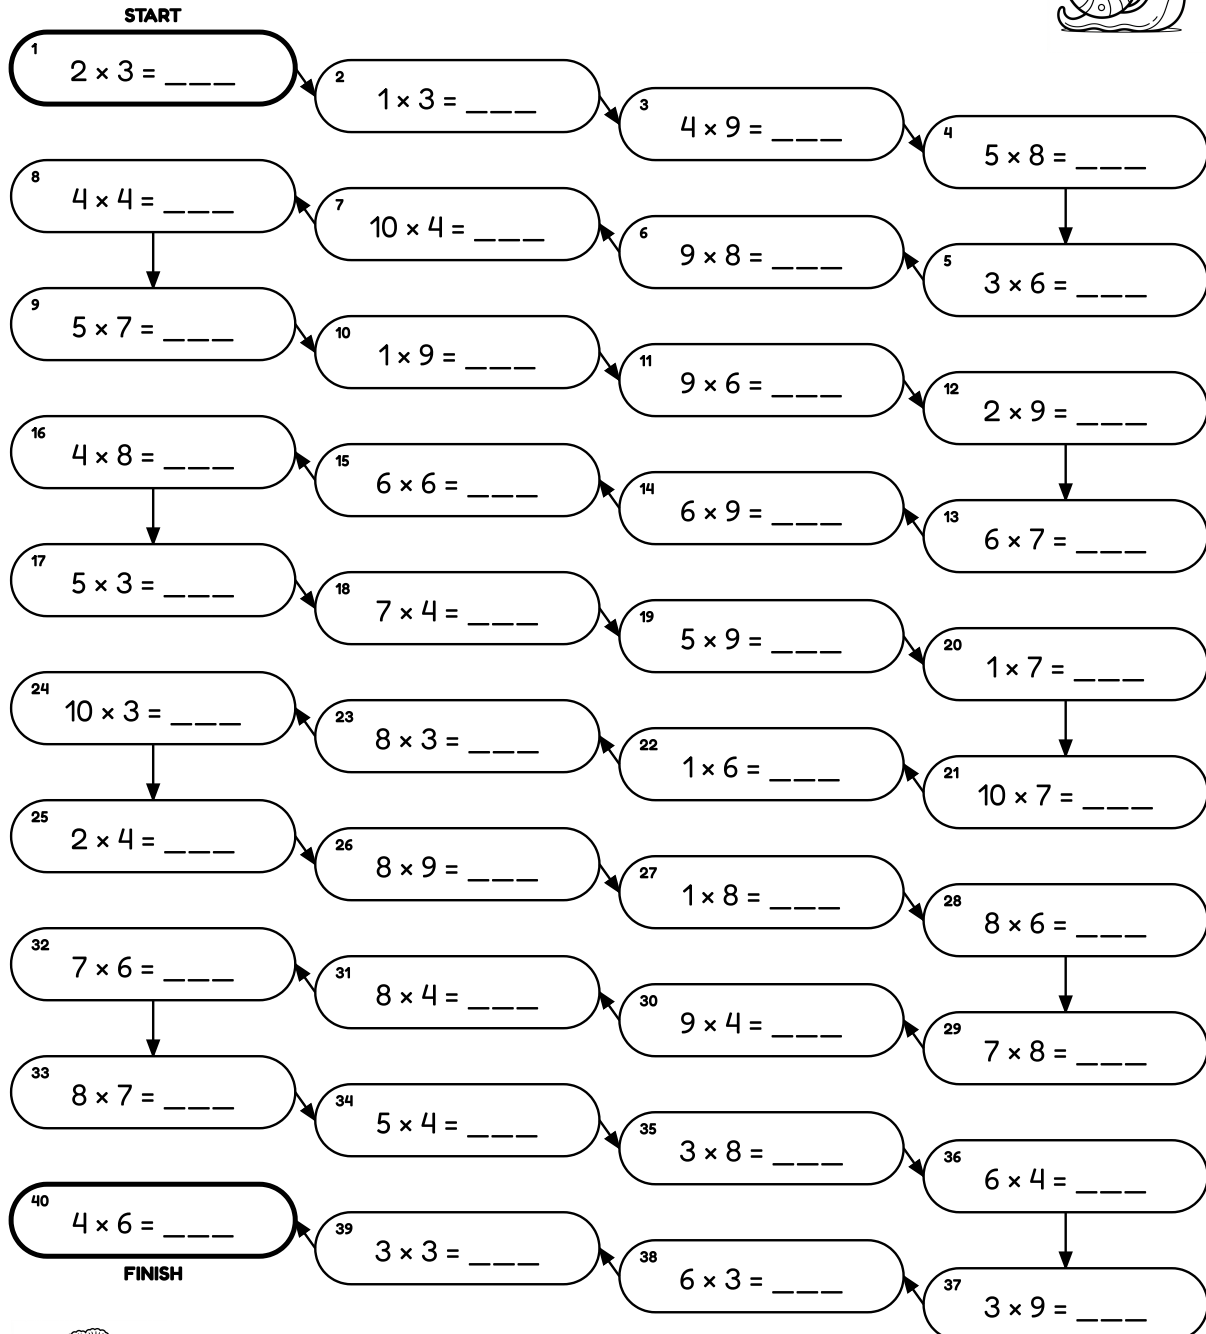 START
1 2 × 3 = ___
2 1 × 3 = ___
3 4 × 9 = ___
4 5 × 8 = ___
8 4 × 4 = ___
7 10 × 4 = ___
6 9 × 8 = ___
5 3 × 6 = ___
9 5 × 7 = ___
10 1 × 9 = ___
11 9 × 6 = ___
12 2 × 9 = ___
16 4 × 8 = ___
15 6 × 6 = ___
14 6 × 9 = ___
13 6 × 7 = ___
17 5 × 3 = ___
18 7 × 4 = ___
19 5 × 9 = ___
20 1 × 7 = ___
24 10 × 3 = ___
23 8 × 3 = ___
22 1 × 6 = ___
21 10 × 7 = ___
25 2 × 4 = ___
26 8 × 9 = ___
27 1 × 8 = ___
28 8 × 6 = ___
32 7 × 6 = ___
31 8 × 4 = ___
30 9 × 4 = ___
29 7 × 8 = ___
33 8 × 7 = ___
34 5 × 4 = ___
35 3 × 8 = ___
36 6 × 4 = ___
40 4 × 6 = ___
39 3 × 3 = ___
38 6 × 3 = ___
37 3 × 9 = ___
FINISH